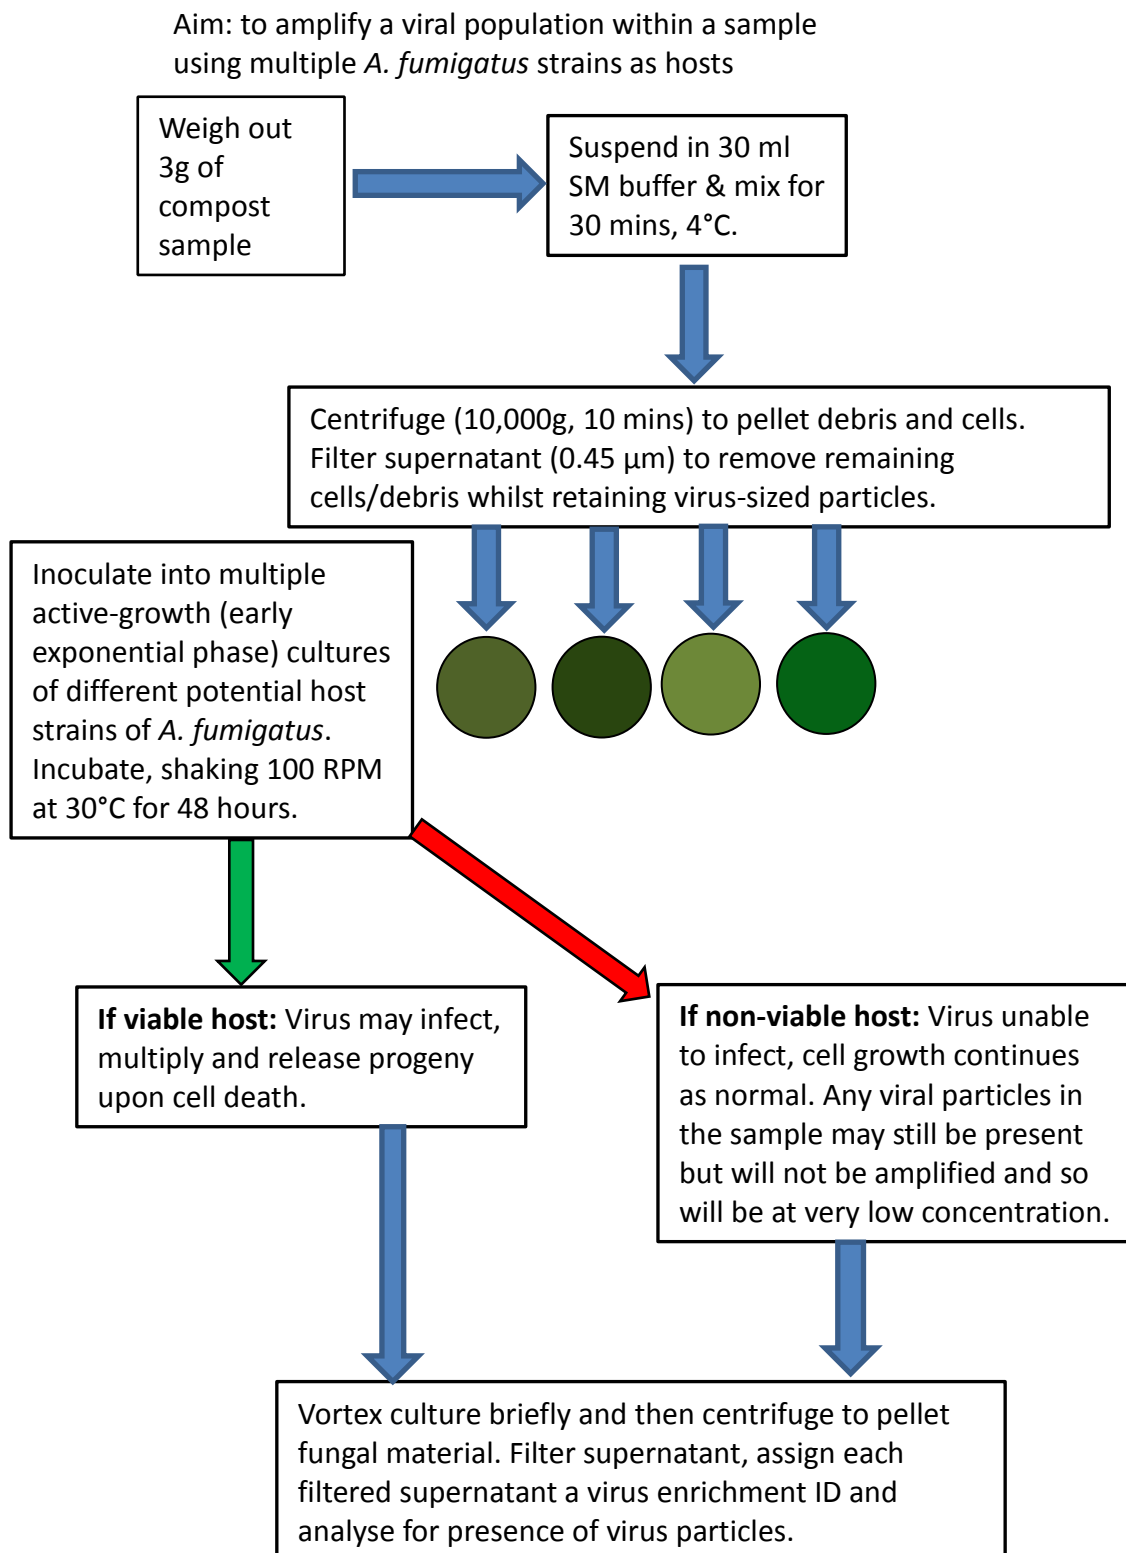 Aim: to amplify a viral population within a sample
using multiple A. fumigatus strains as hosts
Weigh out
3g of
compost
sample
Suspend in 30 ml
SM buffer & mix for
30 mins, 4°C.
Centrifuge (10,000g, 10 mins) to pellet debris and cells.
Filter supernatant (0.45 µm) to remove remaining
cells/debris whilst retaining virus-sized particles.
Inoculate into multiple
active-growth (early
exponential phase) cultures
of different potential host
strains of A. fumigatus.
Incubate, shaking 100 RPM
at 30°C for 48 hours.
If viable host: Virus may infect,
multiply and release progeny
upon cell death.
If non-viable host: Virus unable
to infect, cell growth continues
as normal. Any viral particles in
the sample may still be present
but will not be amplified and so
will be at very low concentration.
Vortex culture briefly and then centrifuge to pellet
fungal material. Filter supernatant, assign each
filtered supernatant a virus enrichment ID and
analyse for presence of virus particles.